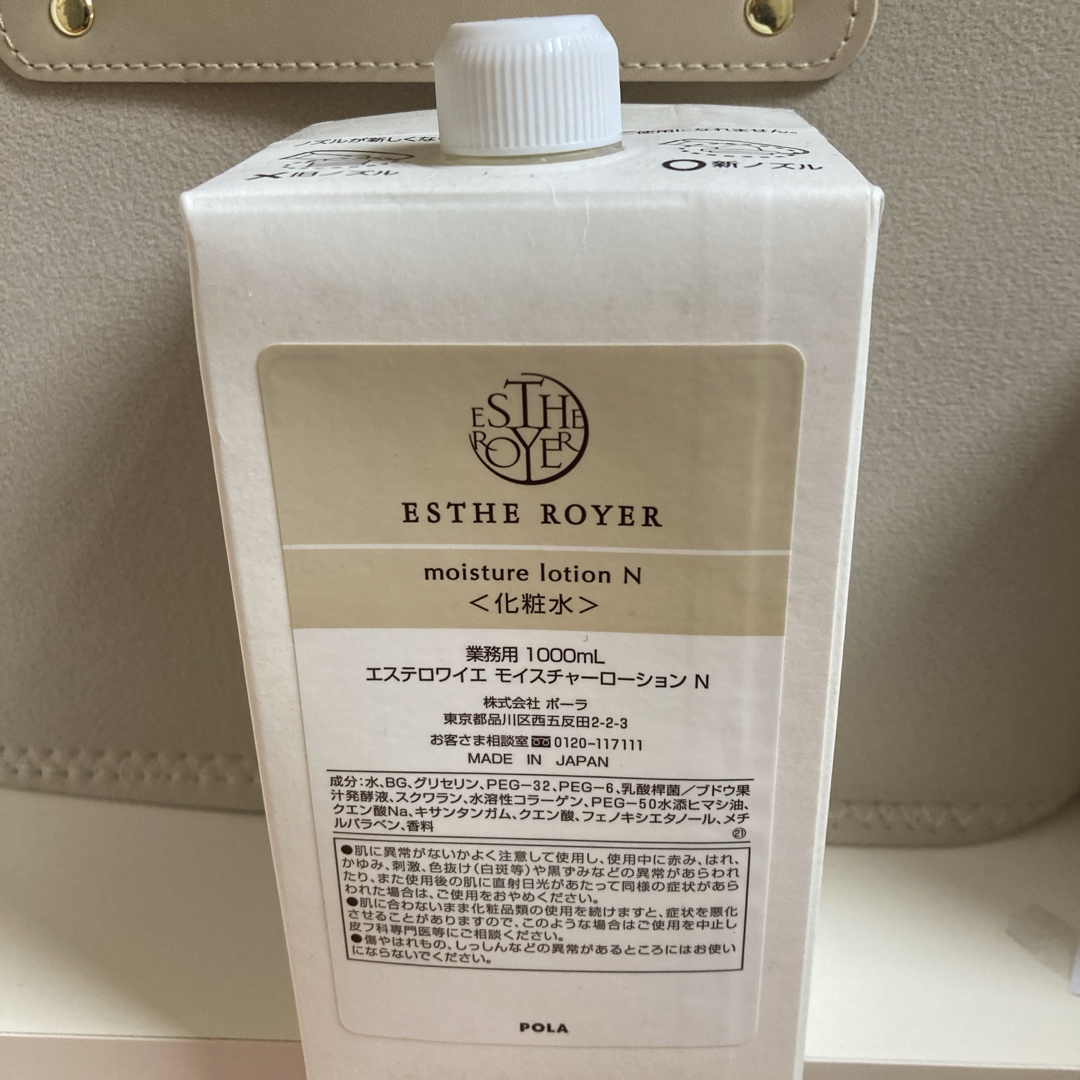 ノズルが新しくな
使用になれません。
×旧ノズル
○新ノズル
ESTHE
ROYER
ESTHE ROYER
moisture lotion N
＜化粧水＞
業務用 1000mL
エステロワイエ モイスチャーローション N
株式会社 ポーラ
東京都品川区西五反田2-2-3
お客さま相談室 0120-117111
MADE IN JAPAN
成分:水、BG、グリセリン、PEG-32、PEG-6、乳酸桿菌／ブドウ果
汁発酵液、スクワラン、水溶性コラーゲン、PEG-50水添ヒマシ油、
クエン酸Na、キサンタンガム、クエン酸、フェノキシエタノール、メチ
ルパラベン、香料
㉑
●肌に異常がないかよく注意して使用し、使用中に赤み、はれ、
かゆみ、刺激、色抜け(白斑等)や黒ずみなどの異常があらわれ
たり、また使用後の肌に直射日光があたって同様の症状があら
われた場合は、ご使用をおやめください。
●肌に合わないまま化粧品類の使用を続けますと、症状を悪化
させることがありますので、このような場合はご使用を中止し
皮フ科専門医等にご相談ください。
●傷やはれもの、しっしんなどの異常があるところにはお使い
にならないでください。
POLA